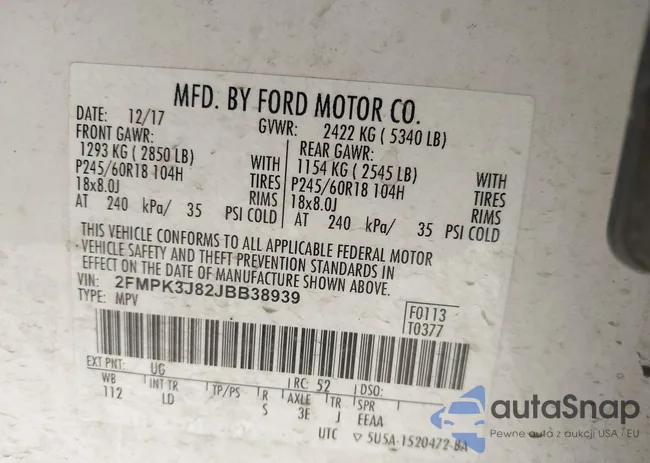 MFD. BY FORD MOTOR CO.
DATE: 12/17 GVWR: 2422 KG ( 5340 LB)
FRONT GAWR: REAR GAWR:
1293 KG ( 2850 LB) WITH 1154 KG ( 2545 LB) WITH
P245/60R18 104H TIRES P245/60R18 104H TIRES
18x8.0J RIMS 18x8.0J RIMS
AT 240 kPa/ 35 PSI COLD AT 240 kPa/ 35 PSI COLD
THIS VEHICLE CONFORMS TO ALL APPLICABLE FEDERAL MOTOR
VEHICLE SAFETY AND THEFT PREVENTION STANDARDS IN
EFFECT ON THE DATE OF MANUFACTURE SHOWN ABOVE.
VIN: 2FMPK3J82JBB38939
TYPE: MPV
F0113
T0377
EXT PNT: UG RC: 52 DSO:
WB INT TR TP/PS R AXLE TR SPR
112 LD S 3E J EEAA
UTC ▽ 5U5A-1520472-BA
autaSnap
Pewne auta z aukcji USA i EU